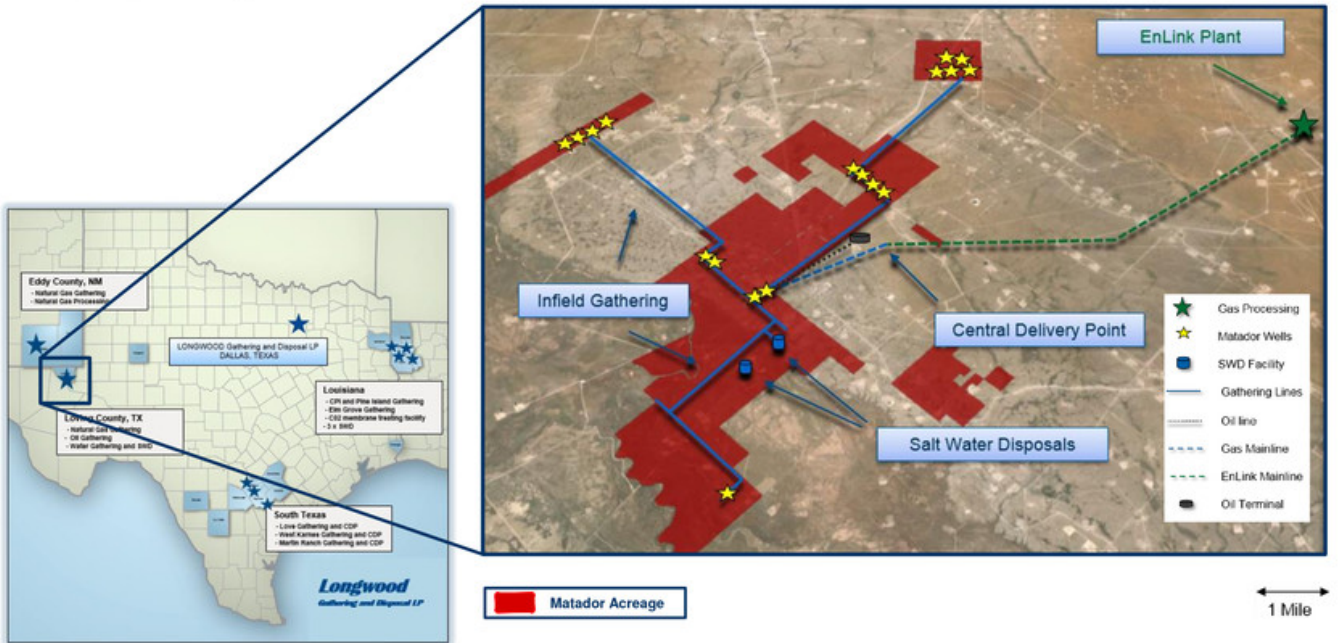 EnLink Plant
Infield Gathering
Central Delivery Point
Salt Water Disposals
Gas Processing
Matador Wells
SWD Facility
Gathering Lines
Oil line
Gas Mainline
EnLink Mainline
Oil Terminal
Eddy County, NM
- Natural Gas Gathering
- Natural Gas Processing
LONGWOOD Gathering and Disposal LP
DALLAS, TEXAS
Loving County, TX
- Natural Gas Gathering
- Oil Gathering
- Water Gathering and SWD
Louisiana
- CPI and Pine Island Gathering
- Elm Grove Gathering
- C02 membrane treating facility
- 3 x SWD
South Texas
- Love Gathering and CDP
- West Karnes Gathering and CDP
- Martin Ranch Gathering and CDP
Longwood
Gathering and Disposal LP
Matador Acreage
1 Mile